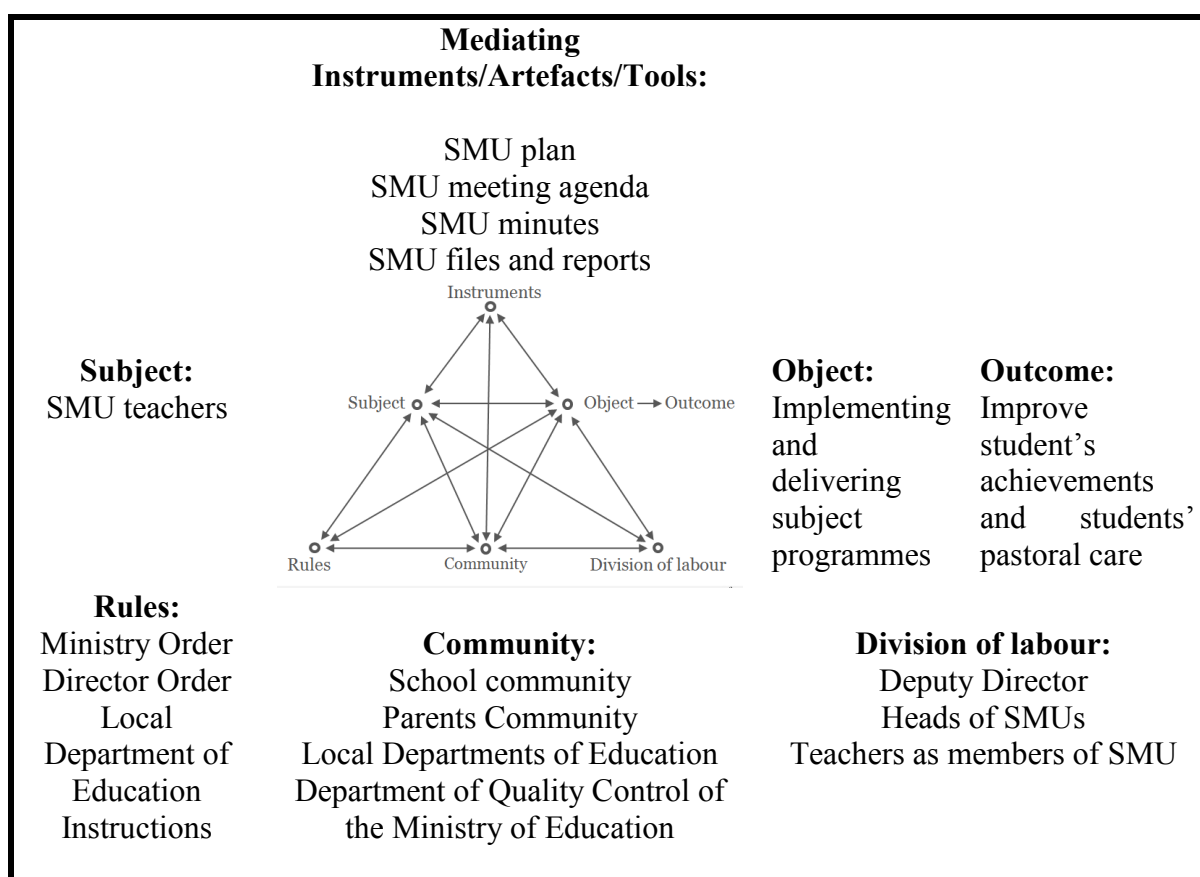 Mediating
Instruments/Artefacts/Tools:
SMU plan
SMU meeting agenda
SMU minutes
SMU files and reports
Instruments
Subject:
SMU teachers
Subject
Object → Outcome
Object:
Implementing
and
delivering
subject
programmes
Outcome:
Improve
student’s
achievements
and students’
pastoral care
Rules
Community
Division of labour
Rules:
Ministry Order
Director Order
Local
Department of
Education
Instructions
Community:
School community
Parents Community
Local Departments of Education
Department of Quality Control of
the Ministry of Education
Division of labour:
Deputy Director
Heads of SMUs
Teachers as members of SMU